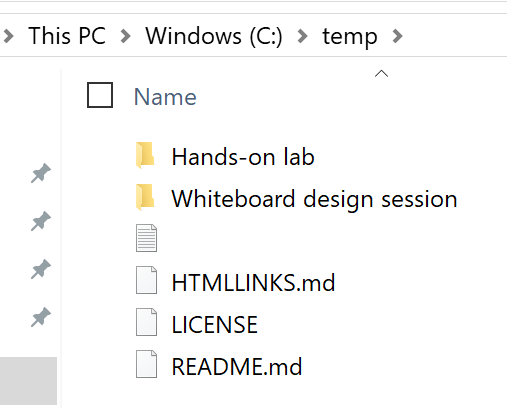 This PC Windows (C:) temp
Name
Hands-on lab
Whiteboard design session
HTMLLINKS.md
LICENSE
README.md